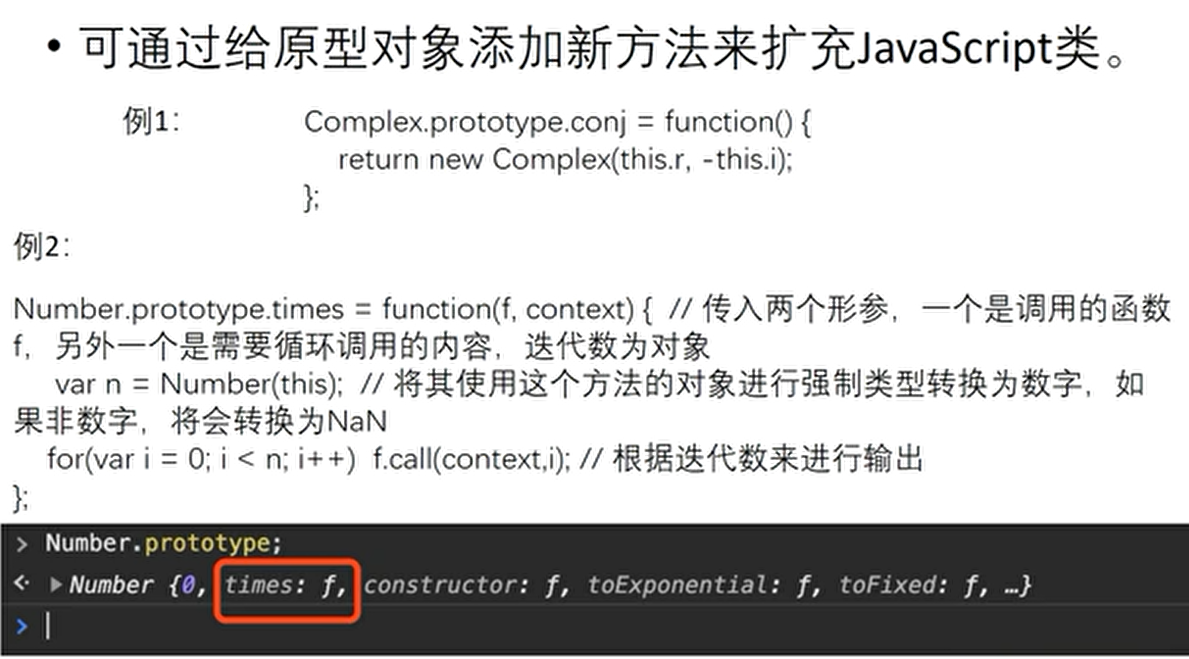 • 可通过给原型对象添加新方法来扩充JavaScript类。
例1: Complex.prototype.conj = function() {
return new Complex(this.r, -this.i);
};
例2:
Number.prototype.times = function(f, context) { // 传入两个形参，一个是调用的函数
f，另外一个是需要循环调用的内容，迭代数为对象
var n = Number(this); // 将其使用这个方法的对象进行强制类型转换为数字，如
果非数字，将会转换为NaN
for(var i = 0; i < n; i++) f.call(context,i); // 根据迭代数来进行输出
};
> Number.prototype;
<· ▶ Number {0, times: ƒ, constructor: ƒ, toExponential: ƒ, toFixed: ƒ, …}
>